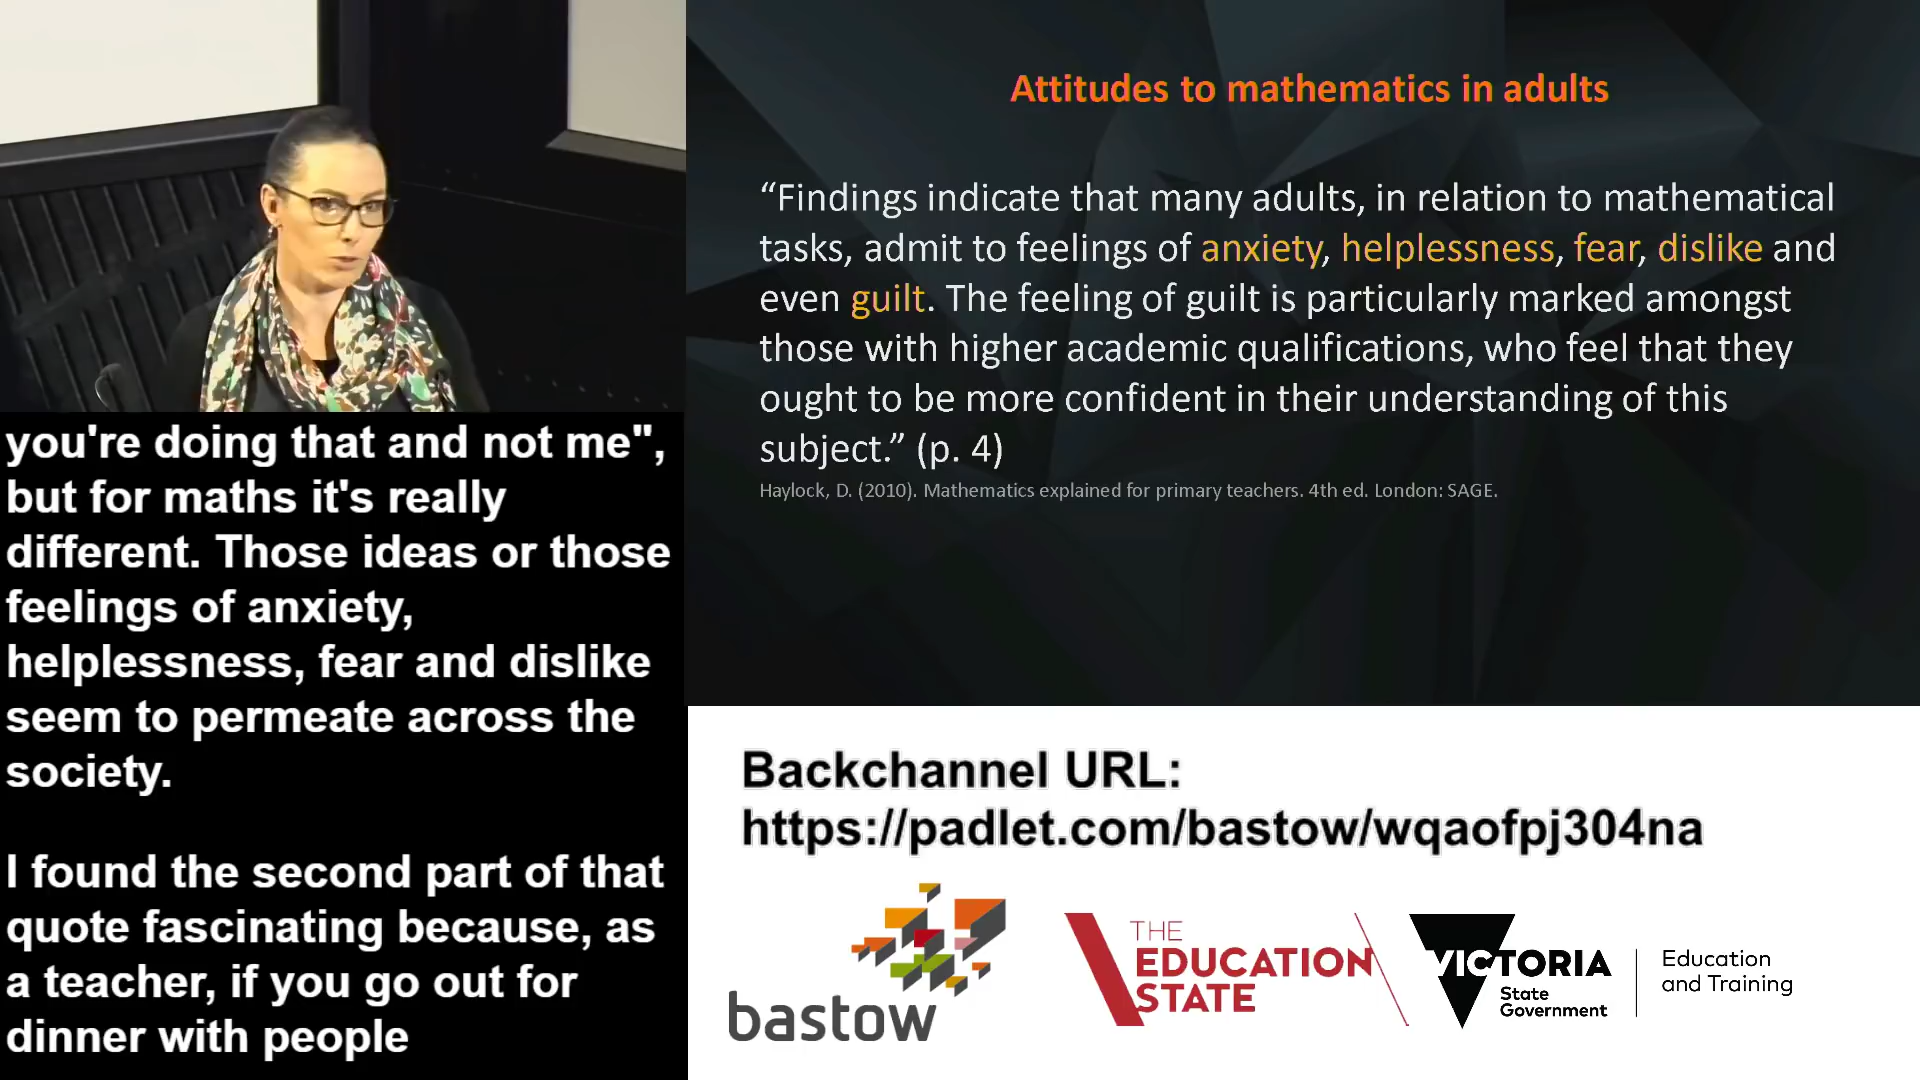 Attitudes to mathematics in adults
“Findings indicate that many adults, in relation to mathematical
tasks, admit to feelings of anxiety, helplessness, fear, dislike and
even guilt. The feeling of guilt is particularly marked amongst
those with higher academic qualifications, who feel that they
ought to be more confident in their understanding of this
subject.” (p. 4)
Haylock, D. (2010). Mathematics explained for primary teachers. 4th ed. London: SAGE.
you're doing that and not me",
but for maths it's really
different. Those ideas or those
feelings of anxiety,
helplessness, fear and dislike
seem to permeate across the
society.
I found the second part of that
quote fascinating because, as
a teacher, if you go out for
dinner with people
Backchannel URL:
https://padlet.com/bastow/wqaofpj304na
bastow
THE
EDUCATION
STATE
VICTORIA
State
Government
Education
and Training